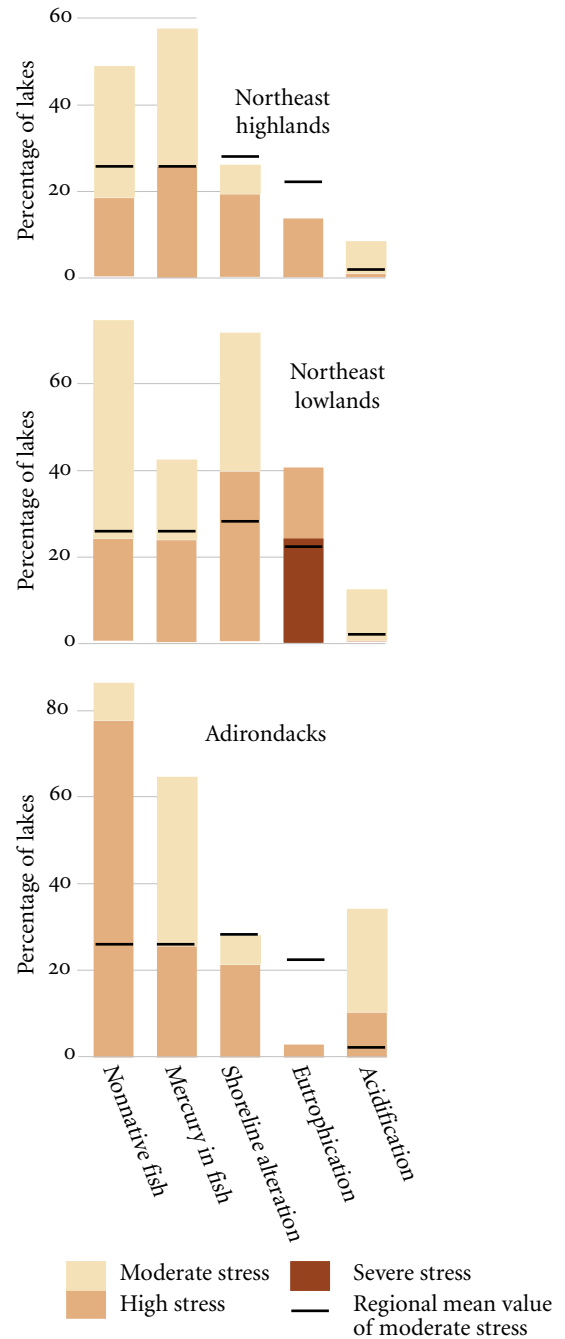 60
40
20
0
Percentage of lakes
Northeast
highlands
60
40
20
0
Percentage of lakes
Northeast
lowlands
80
60
40
20
0
Percentage of lakes
Adirondacks
Nonnative fish
Mercury in fish
Shoreline alteration
Eutrophication
Acidification
Moderate stress
High stress
Severe stress
Regional mean value
of moderate stress